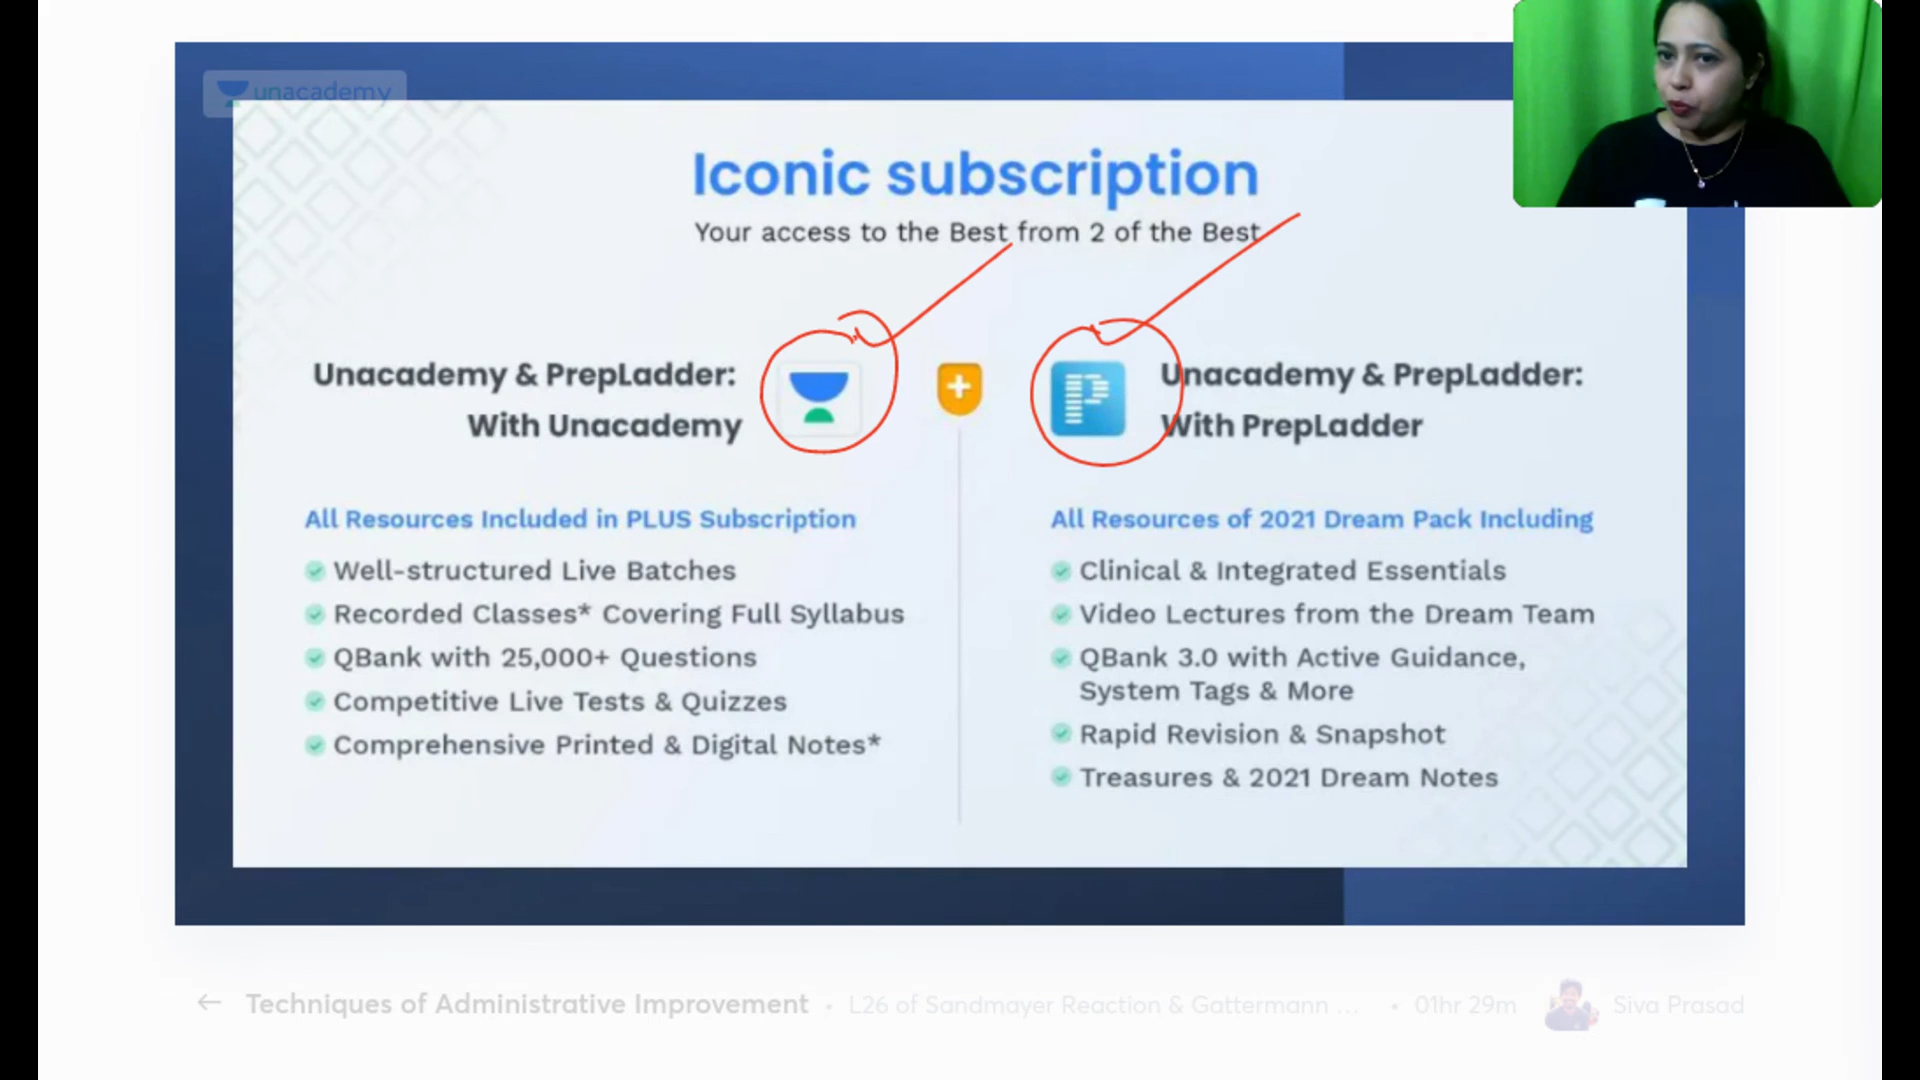 unacademy
Iconic subscription
Your access to the Best from 2 of the Best
Unacademy & PrepLadder:
With Unacademy
Unacademy & PrepLadder:
With PrepLadder
All Resources Included in PLUS Subscription
Well-structured Live Batches
Recorded Classes* Covering Full Syllabus
QBank with 25,000+ Questions
Competitive Live Tests & Quizzes
Comprehensive Printed & Digital Notes*
All Resources of 2021 Dream Pack Including
Clinical & Integrated Essentials
Video Lectures from the Dream Team
QBank 3.0 with Active Guidance,
System Tags & More
Rapid Revision & Snapshot
Treasures & 2021 Dream Notes
Techniques of Administrative Improvement • L26 of Sandmayer Reaction & Gattermann ... • 01hr 29m Siva Prasad